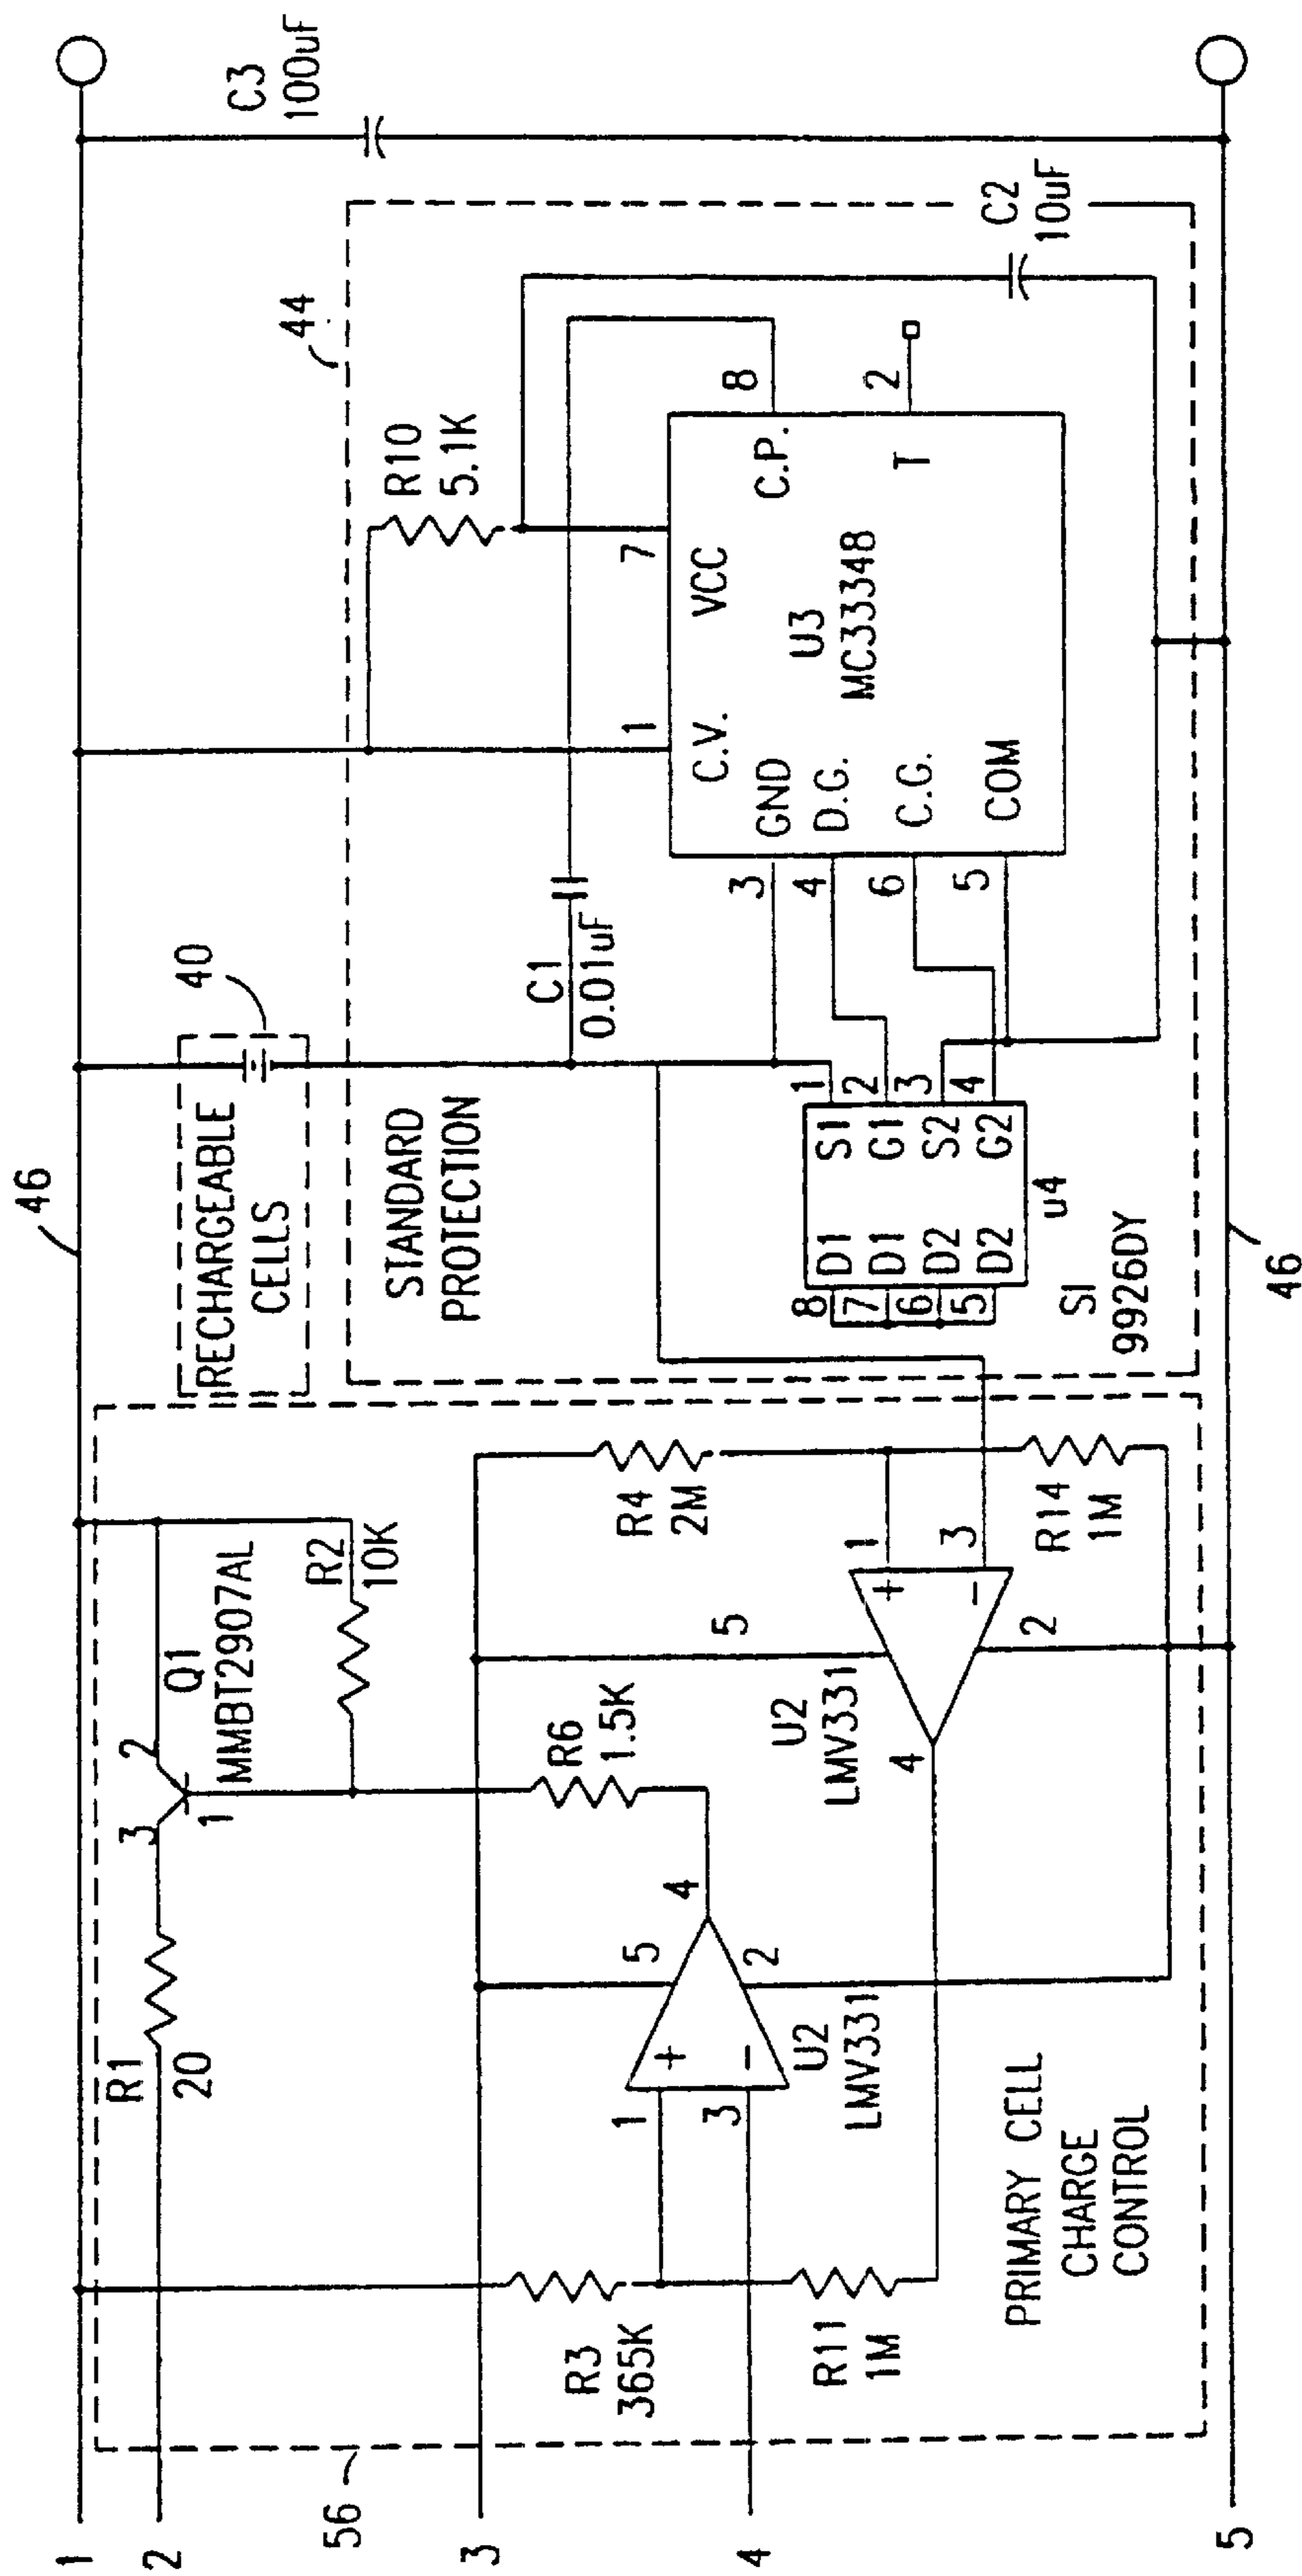 1
2
3
4
5
56
46
R1
20
3
2
1
Q1
MMBT2907AL
R2
10K
R3
365K
R11
1M
1
3
+
−
5
2
4
U2
LMV331
R6
1.5K
U2
LMV331
4
5
2
+
−
1
3
R4
2M
R14
1M
PRIMARY CELL
CHARGE
CONTROL
RECHARGEABLE
CELLS
40
STANDARD
PROTECTION
8
7
6
5
D1
D1
D2
D2
S1
G1
S2
G2
1
2
3
4
u4
SI
9926DY
46
C1
0.01uF
3
4
6
5
GND
D.G.
C.G.
COM
1
C.V.
7
VCC
U3
MC33348
C.P.
T
8
2
R10
5.1K
44
C2
10uF
C3
100uF